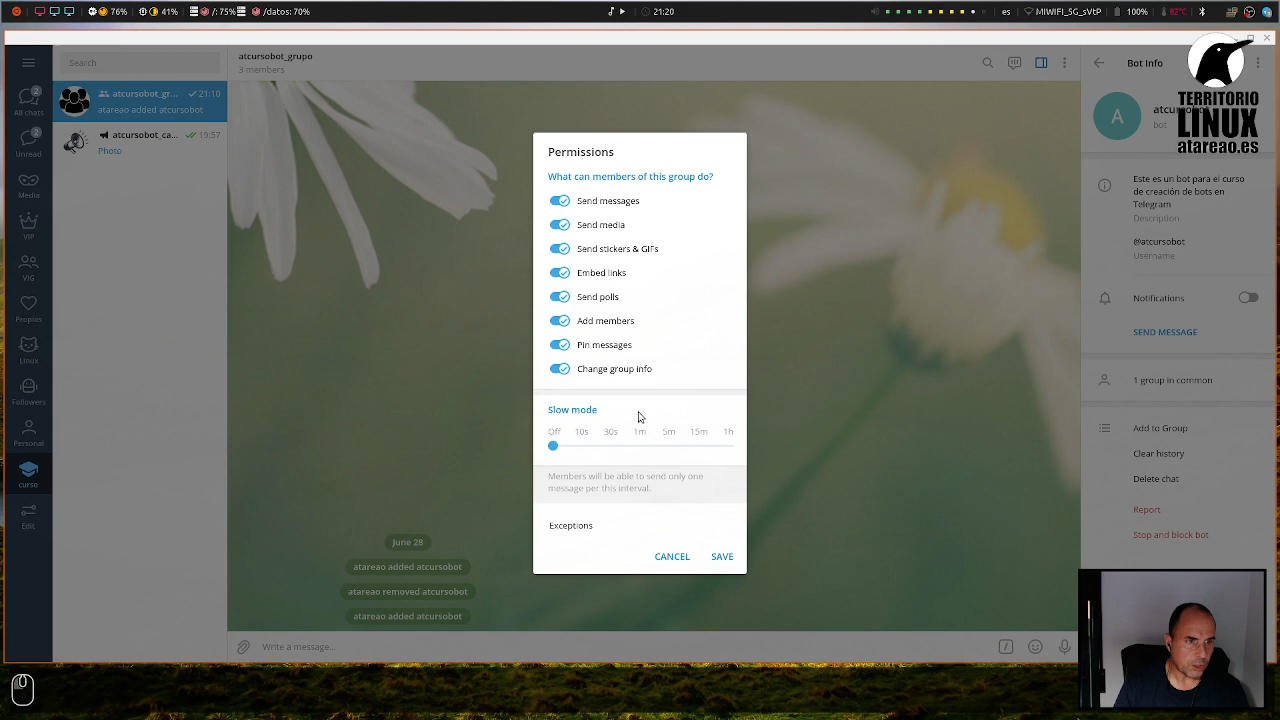 76%
41%
/: 75%
/datos: 70%
21:20
es
MIWIFI_5G_sVtP
100%
82°C
Search
atcursobot_grupo
3 members
Bot Info
TERRITORIO
LINUX
atareao.es
2
All chats
2
Unread
Media
VIP
VIG
Propios
Linux
Followers
Personal
curso
Edit
atcursobot_gr...
21:10
atareao added atcursobot
atcursobot_ca...
19:57
Photo
June 28
atareao added atcursobot
atareao removed atcursobot
atareao added atcursobot
Write a message...
Permissions
What can members of this group do?
Send messages
Send media
Send stickers & GIFs
Embed links
Send polls
Add members
Pin messages
Change group info
Slow mode
Off 10s 30s 1m 5m 15m 1h
Members will be able to send only one
message per this interval.
Exceptions
CANCEL SAVE
A
bot
Este es un bot para el curso
de creación de bots en
Telegram
Description
@atcursobot
Username
Notifications
SEND MESSAGE
1 group in common
Add to Group
Clear history
Delete chat
Report
Stop and block bot